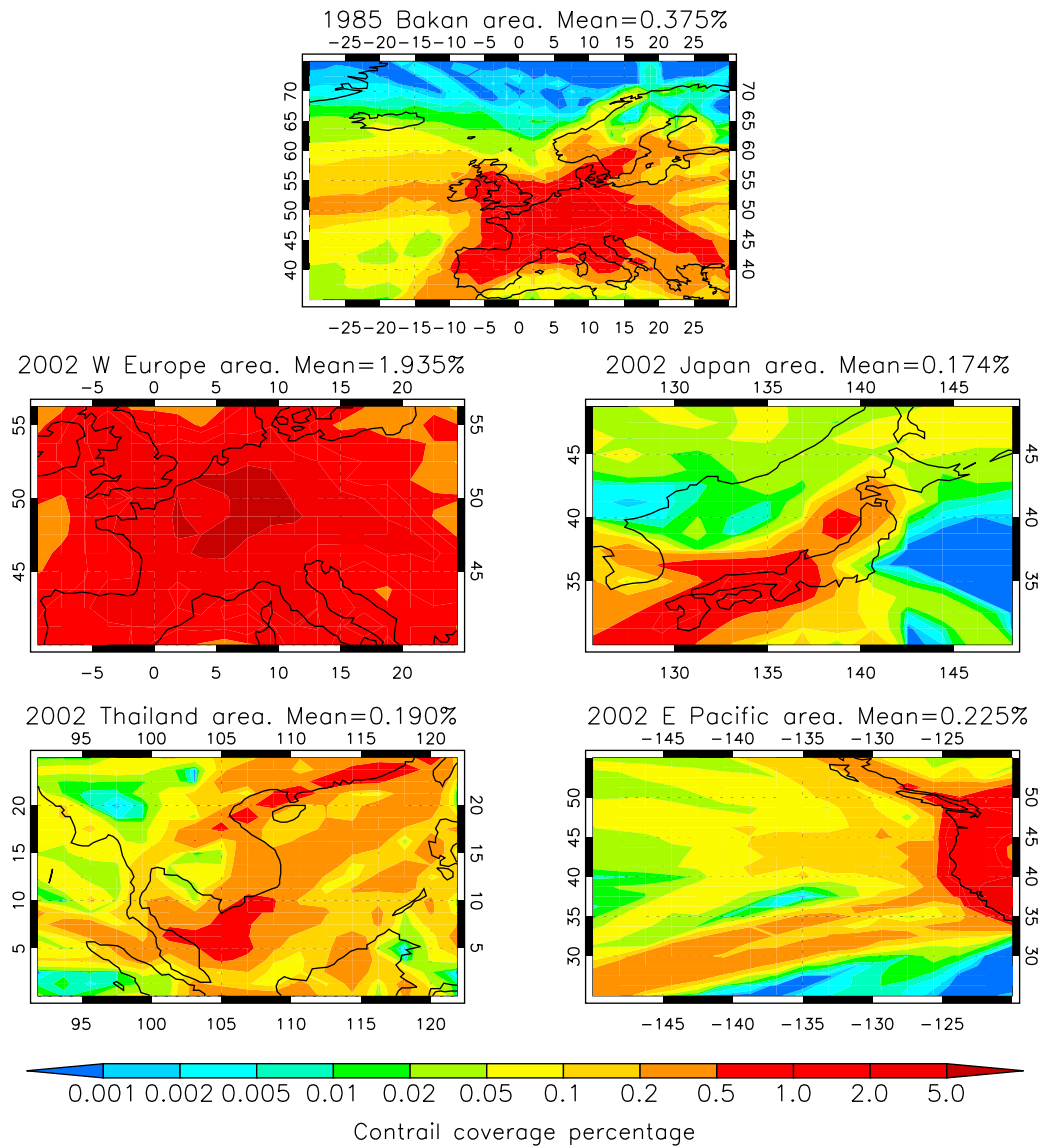 1985 Bakan area. Mean=0.375%
-25 -20 -15 -10 -5 0 5 10 15 20 25
70 70
65 65
60 60
55 55
50 50
45 45
40 40
-25 -20 -15 -10 -5 0 5 10 15 20 25
2002 W Europe area. Mean=1.935%
-5 0 5 10 15 20
55 55
50 50
45 45
-5 0 5 10 15 20
2002 Japan area. Mean=0.174%
130 135 140 145
45 45
40 40
35 35
130 135 140 145
2002 Thailand area. Mean=0.190%
95 100 105 110 115 120
20 20
15 15
10 10
5 5
95 100 105 110 115 120
2002 E Pacific area. Mean=0.225%
-145 -140 -135 -130 -125
50 50
45 45
40 40
35 35
30 30
-145 -140 -135 -130 -125
0.001 0.002 0.005 0.01 0.02 0.05 0.1 0.2 0.5 1.0 2.0 5.0
Contrail coverage percentage